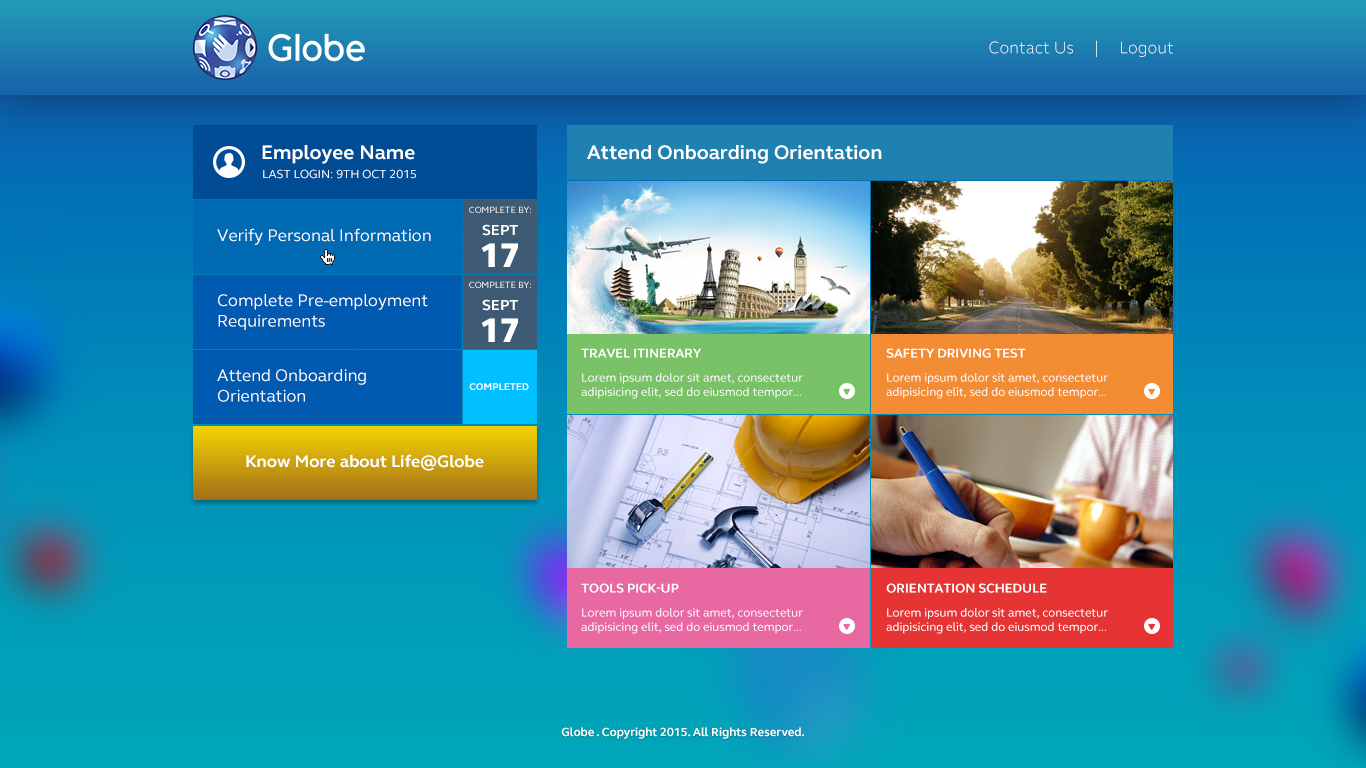 Globe
Contact Us | Logout
Employee Name
LAST LOGIN: 9TH OCT 2015
Verify Personal Information
COMPLETE BY:
SEPT
17
Complete Pre-employment
Requirements
COMPLETE BY:
SEPT
17
Attend Onboarding
Orientation
COMPLETED
Know More about Life@Globe
Attend Onboarding Orientation
TRAVEL ITINERARY
Lorem ipsum dolor sit amet, consectetur
adipisicing elit, sed do eiusmod tempor...
SAFETY DRIVING TEST
Lorem ipsum dolor sit amet, consectetur
adipisicing elit, sed do eiusmod tempor...
TOOLS PICK-UP
Lorem ipsum dolor sit amet, consectetur
adipisicing elit, sed do eiusmod tempor...
ORIENTATION SCHEDULE
Lorem ipsum dolor sit amet, consectetur
adipisicing elit, sed do eiusmod tempor...
Globe . Copyright 2015. All Rights Reserved.